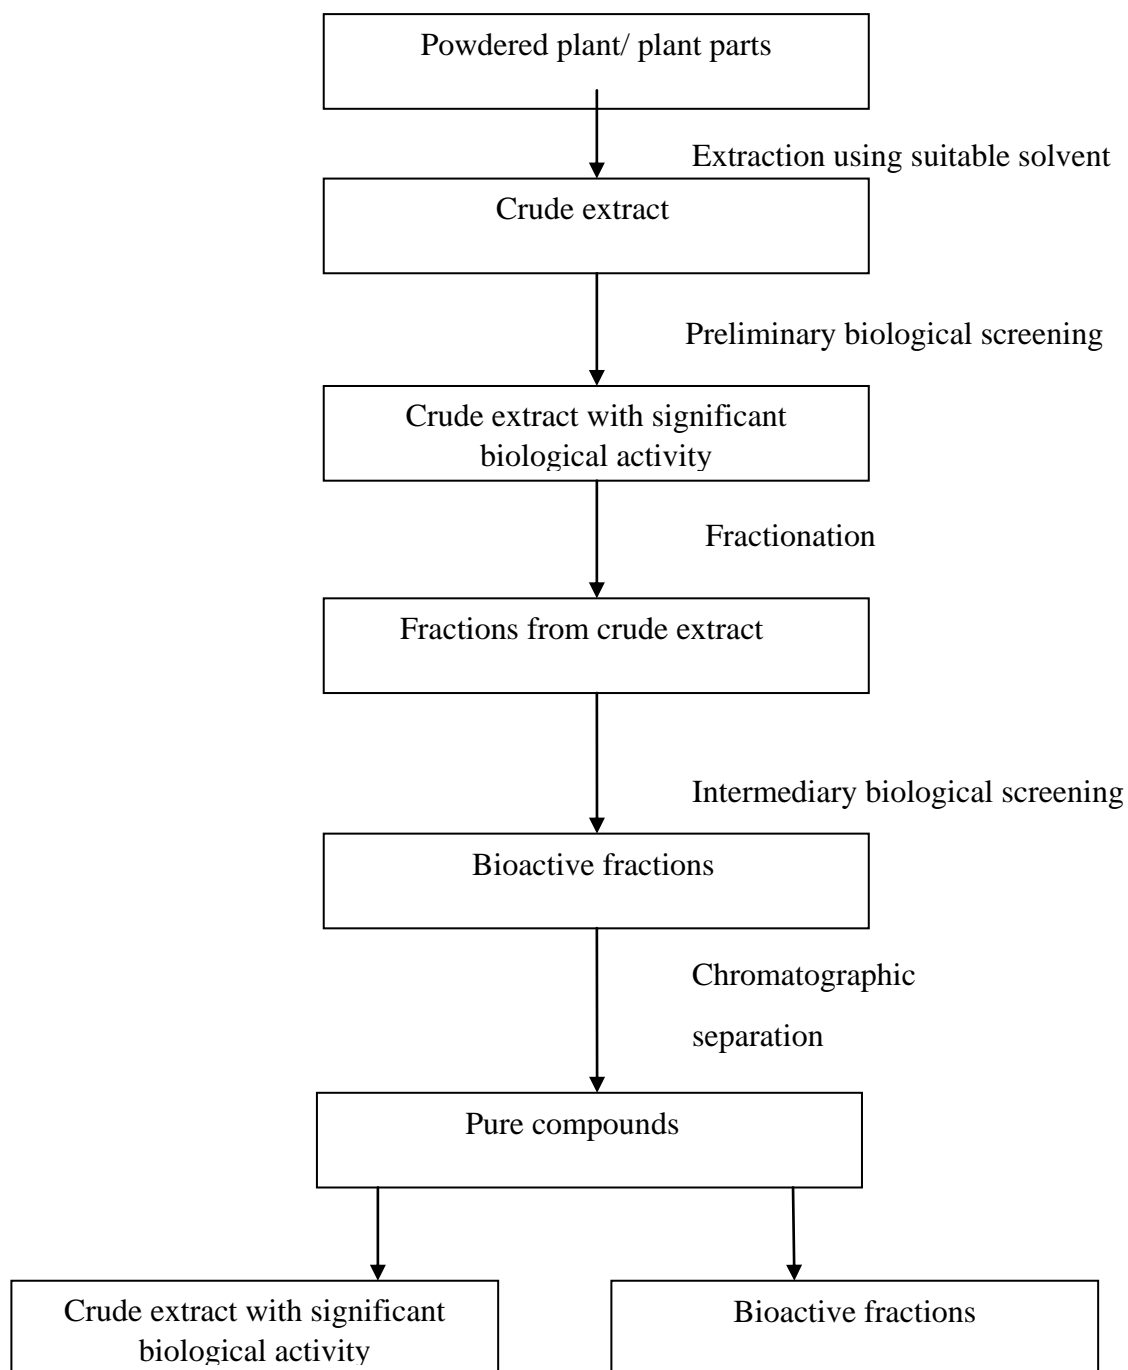 Powdered plant/ plant parts
Extraction using suitable solvent
Crude extract
Preliminary biological screening
Crude extract with significant
biological activity
Fractionation
Fractions from crude extract
Intermediary biological screening
Bioactive fractions
Chromatographic
separation
Pure compounds
Crude extract with significant
biological activity
Bioactive fractions